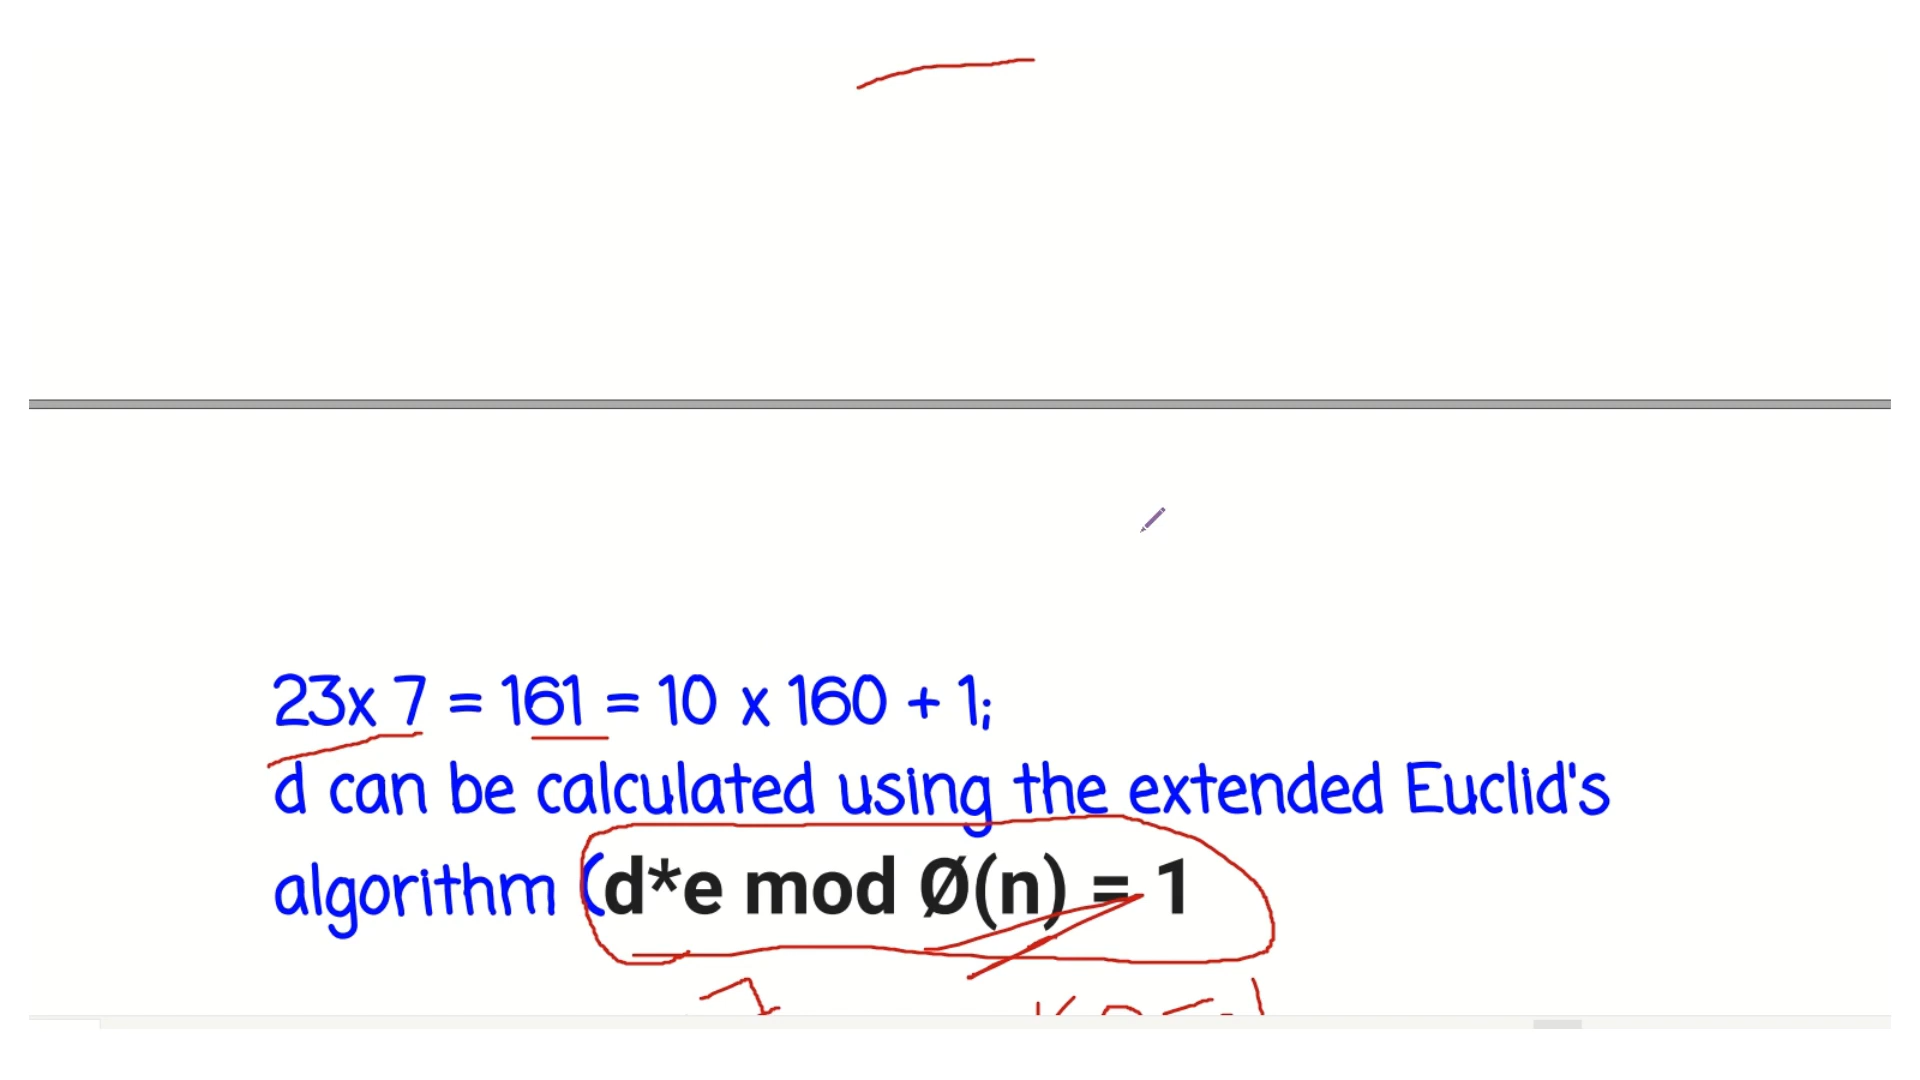 23x 7 = 161 = 10 x 160 + 1;
d can be calculated using the extended Euclid's
algorithm (d*e mod Ø(n) = 1